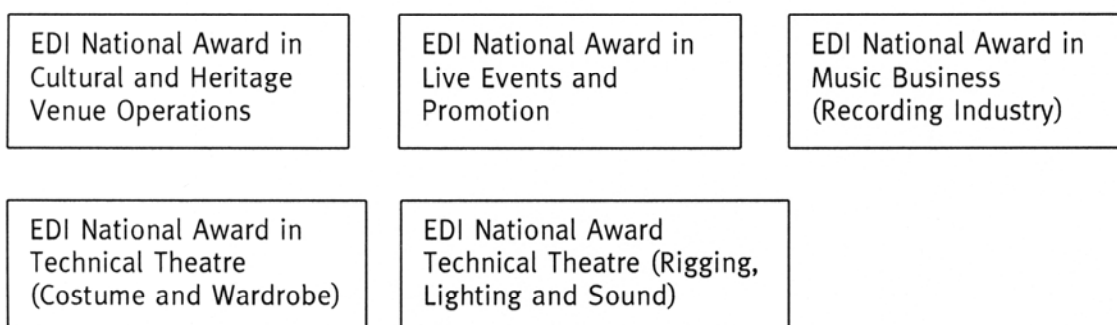 EDI National Award in
Cultural and Heritage
Venue Operations
EDI National Award in
Live Events and
Promotion
EDI National Award in
Music Business
(Recording Industry)
EDI National Award in
Technical Theatre
(Costume and Wardrobe)
EDI National Award
Technical Theatre (Rigging,
Lighting and Sound)